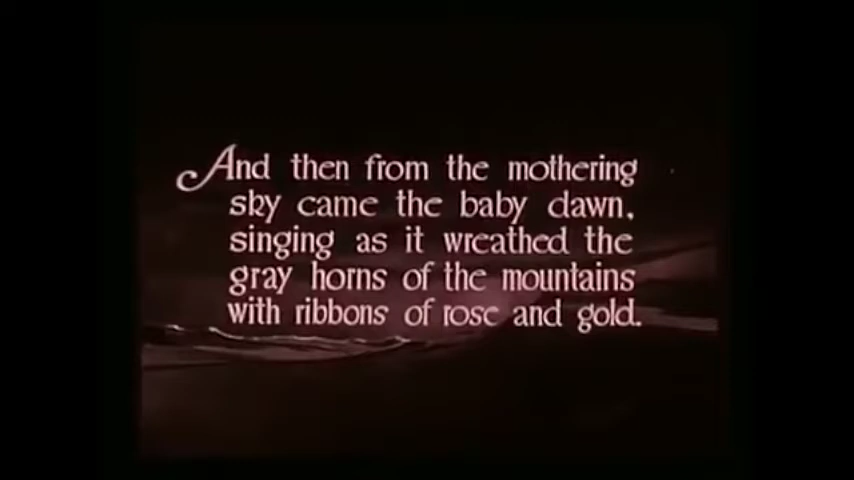 And then from the mothering
sky came the baby dawn,
singing as it wreathed the
gray horns of the mountains
with ribbons of rose and gold.